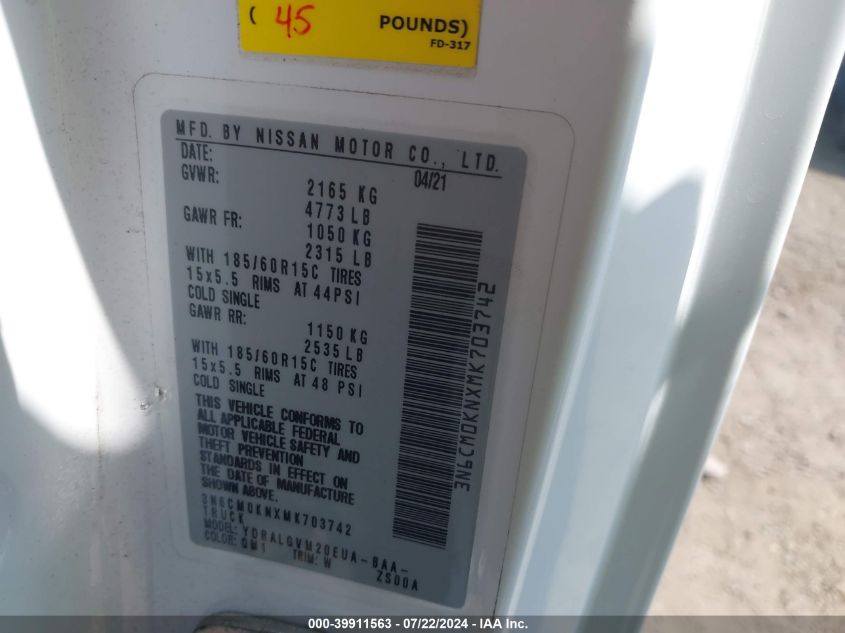 ( 45 POUNDS)
FD-317
MFD. BY NISSAN MOTOR CO., LTD.
DATE: 04/21
GVWR: 2165 KG
4773 LB
GAWR FR: 1050 KG
2315 LB
WITH 185/60R15C TIRES
15x5.5 RIMS AT 44PSI
COLD SINGLE
GAWR RR: 1150 KG
2535 LB
WITH 185/60R15C TIRES
15x5.5 RIMS AT 48 PSI
COLD SINGLE
THIS VEHICLE CONFORMS TO
ALL APPLICABLE FEDERAL
MOTOR VEHICLE SAFETY AND
THEFT PREVENTION
STANDARDS IN EFFECT ON
THE DATE OF MANUFACTURE
SHOWN ABOVE.
3N6CM0KNXMK703742
TRUCK
MODEL: YDRALGVM20EUA-BAA-
COLOR: QM1 TRIM: W ZS00A
3N6CM0KNXMK703742
000-39911563 - 07/22/2024 - IAA Inc.